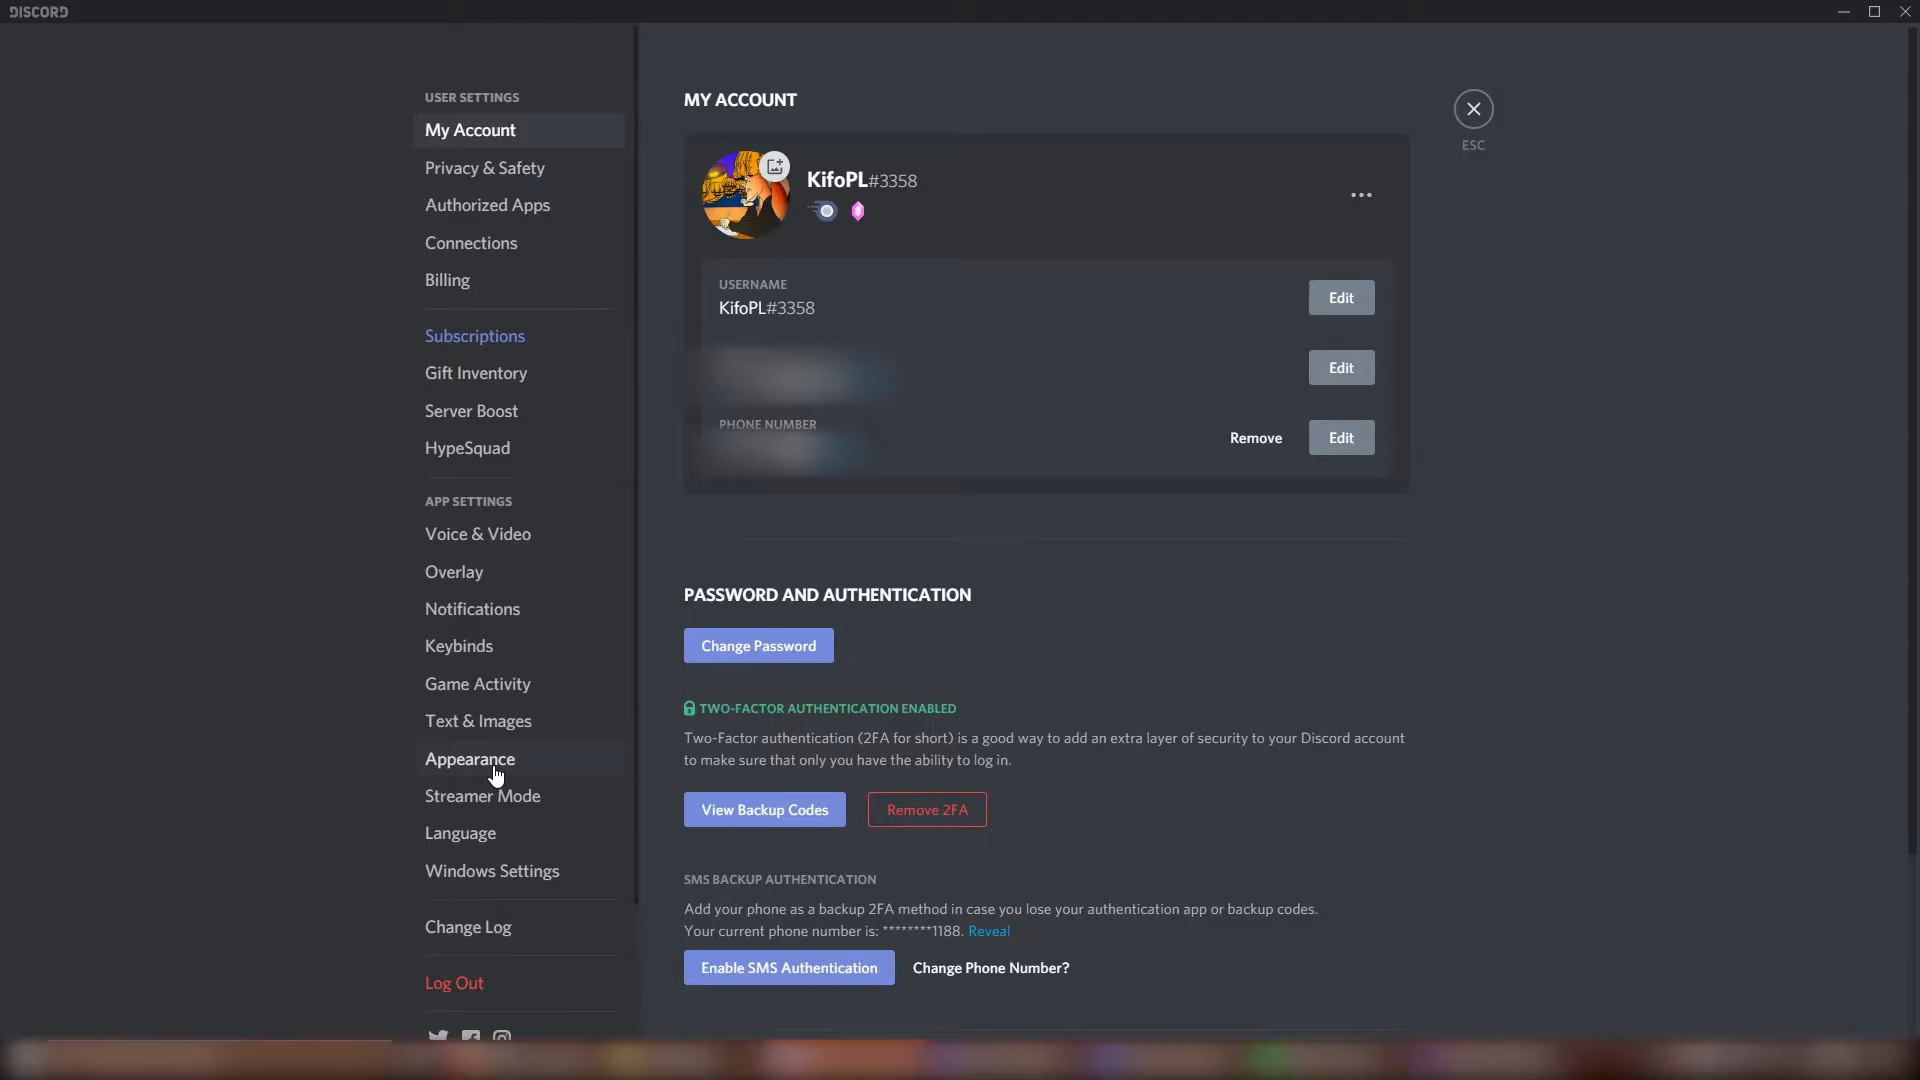 DISCORD
USER SETTINGS
My Account
Privacy & Safety
Authorized Apps
Connections
Billing
Subscriptions
Gift Inventory
Server Boost
HypeSquad
APP SETTINGS
Voice & Video
Overlay
Notifications
Keybinds
Game Activity
Text & Images
Appearance
Streamer Mode
Language
Windows Settings
Change Log
Log Out
MY ACCOUNT
ESC
KifoPL#3358
USERNAME
KifoPL#3358
Edit
Edit
PHONE NUMBER
Remove
Edit
PASSWORD AND AUTHENTICATION
Change Password
TWO-FACTOR AUTHENTICATION ENABLED
Two-Factor authentication (2FA for short) is a good way to add an extra layer of security to your Discord account
to make sure that only you have the ability to log in.
View Backup Codes
Remove 2FA
SMS BACKUP AUTHENTICATION
Add your phone as a backup 2FA method in case you lose your authentication app or backup codes.
Your current phone number is: ********1188. Reveal
Enable SMS Authentication
Change Phone Number?